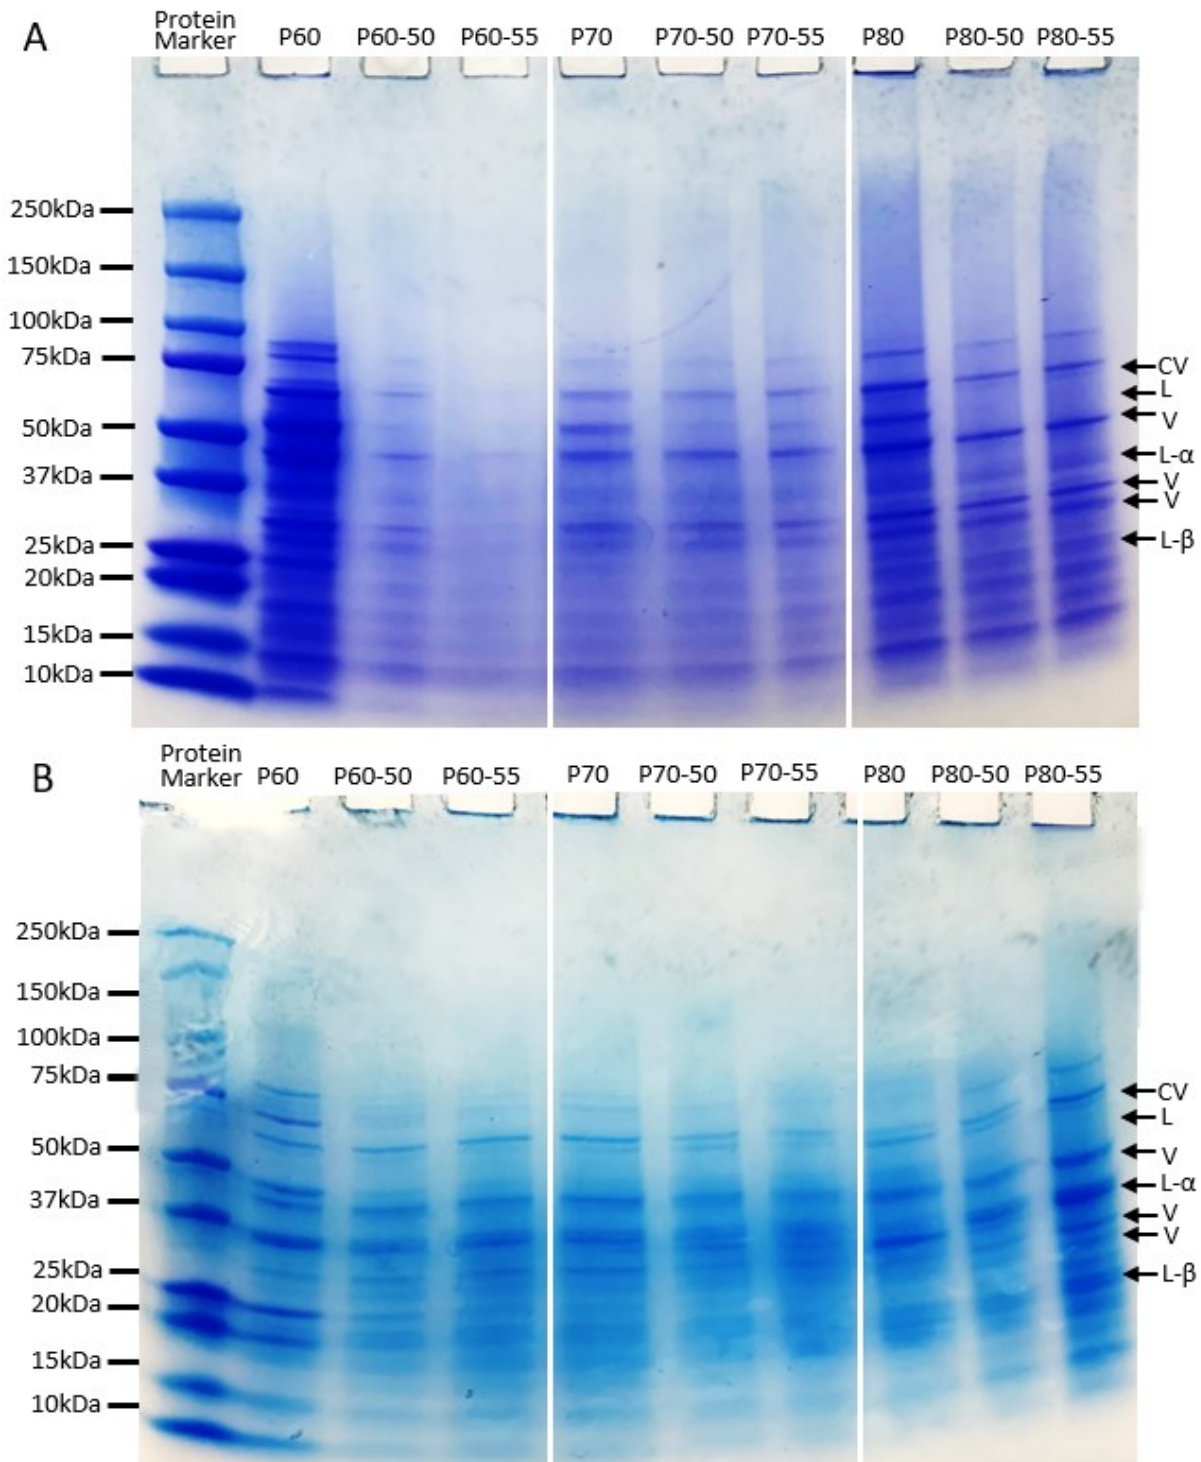 A
Protein
Marker P60 P60-50 P60-55 P70 P70-50 P70-55 P80 P80-50 P80-55
250kDa
150kDa
100kDa
75kDa
CV
L
V
50kDa
L-α
37kDa
V
V
25kDa
L-β
20kDa
15kDa
10kDa
B
Protein
Marker P60 P60-50 P60-55 P70 P70-50 P70-55 P80 P80-50 P80-55
250kDa
150kDa
100kDa
75kDa
CV
L
50kDa
V
L-α
37kDa
V
V
25kDa
L-β
20kDa
15kDa
10kDa